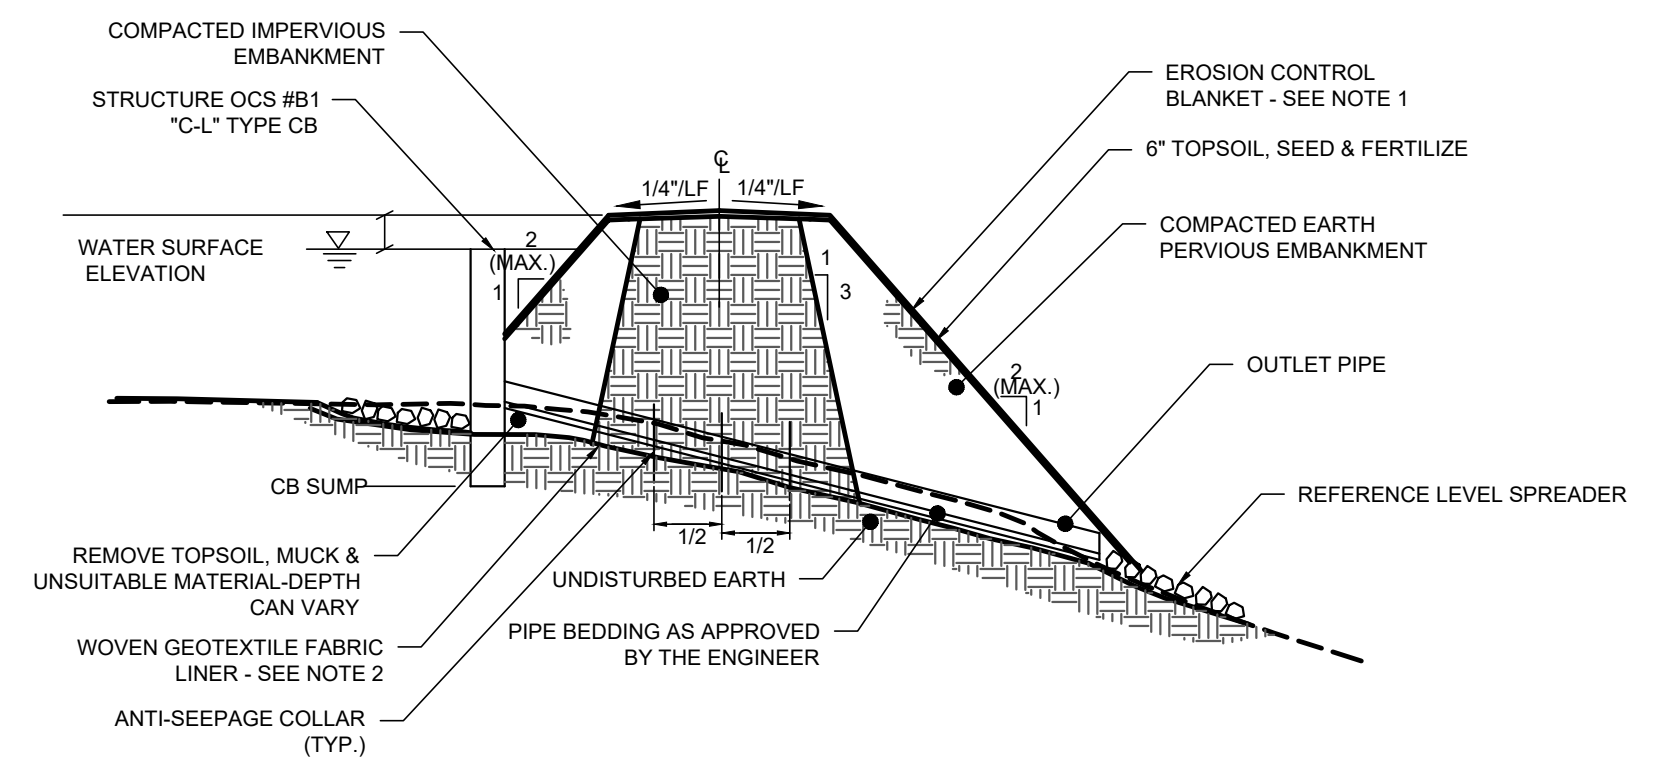 COMPACTED IMPERVIOUS
EMBANKMENT
STRUCTURE OCS #B1
"C-L" TYPE CB
WATER SURFACE
ELEVATION
2
(MAX.)
1
℄
1/4"/LF
1/4"/LF
1
3
EROSION CONTROL
BLANKET - SEE NOTE 1
6" TOPSOIL, SEED & FERTILIZE
COMPACTED EARTH
PERVIOUS EMBANKMENT
2
(MAX.)
1
OUTLET PIPE
REFERENCE LEVEL SPREADER
CB SUMP
REMOVE TOPSOIL, MUCK &
UNSUITABLE MATERIAL-DEPTH
CAN VARY
WOVEN GEOTEXTILE FABRIC
LINER - SEE NOTE 2
ANTI-SEEPAGE COLLAR
(TYP.)
1/2
1/2
UNDISTURBED EARTH
PIPE BEDDING AS APPROVED
BY THE ENGINEER